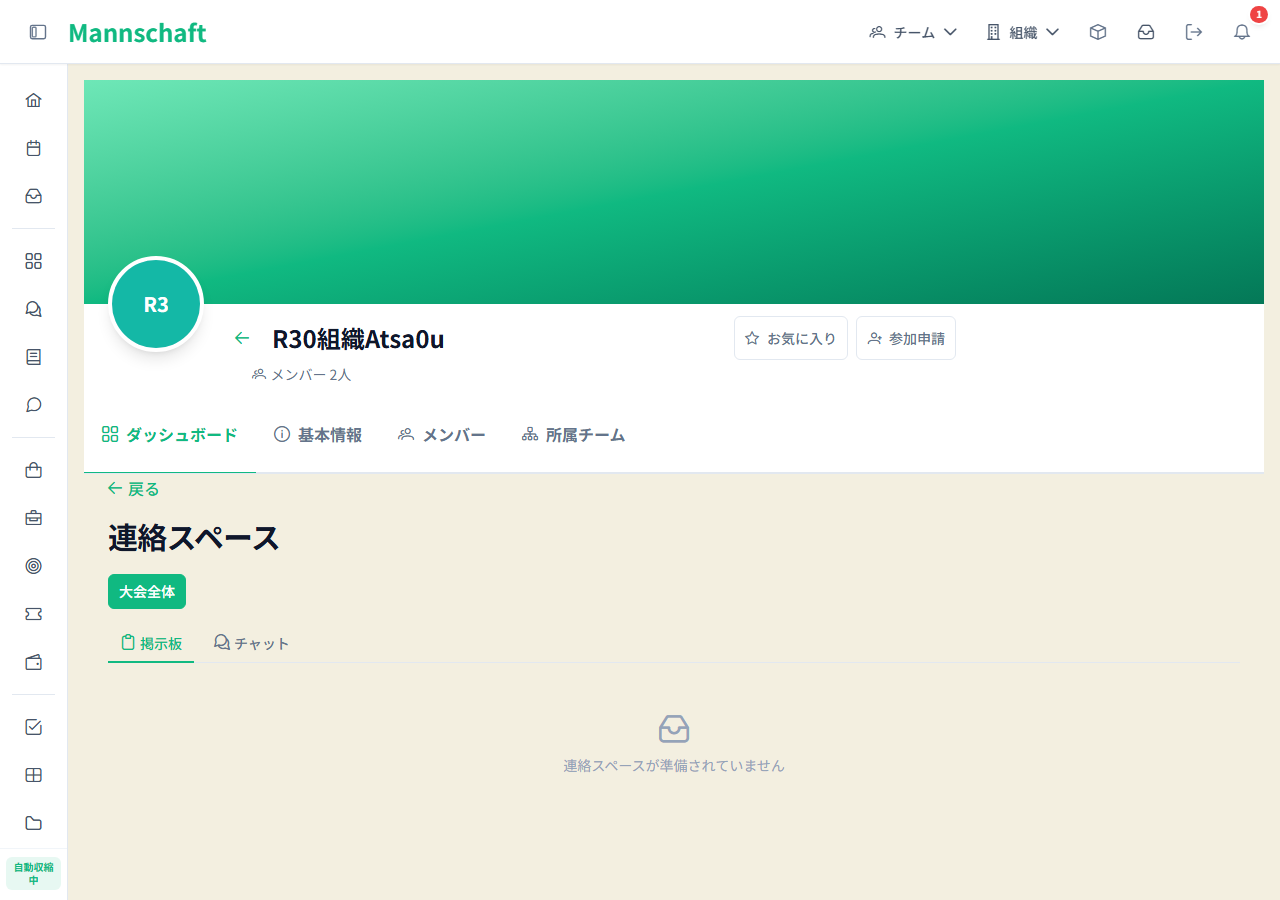 Mannschaft
チーム
組織
1
R3
R30組織Atsa0u
お気に入り
参加申請
メンバー 2人
ダッシュボード
基本情報
メンバー
所属チーム
戻る
連絡スペース
大会全体
掲示板
チャット
連絡スペースが準備されていません
自動収縮
中